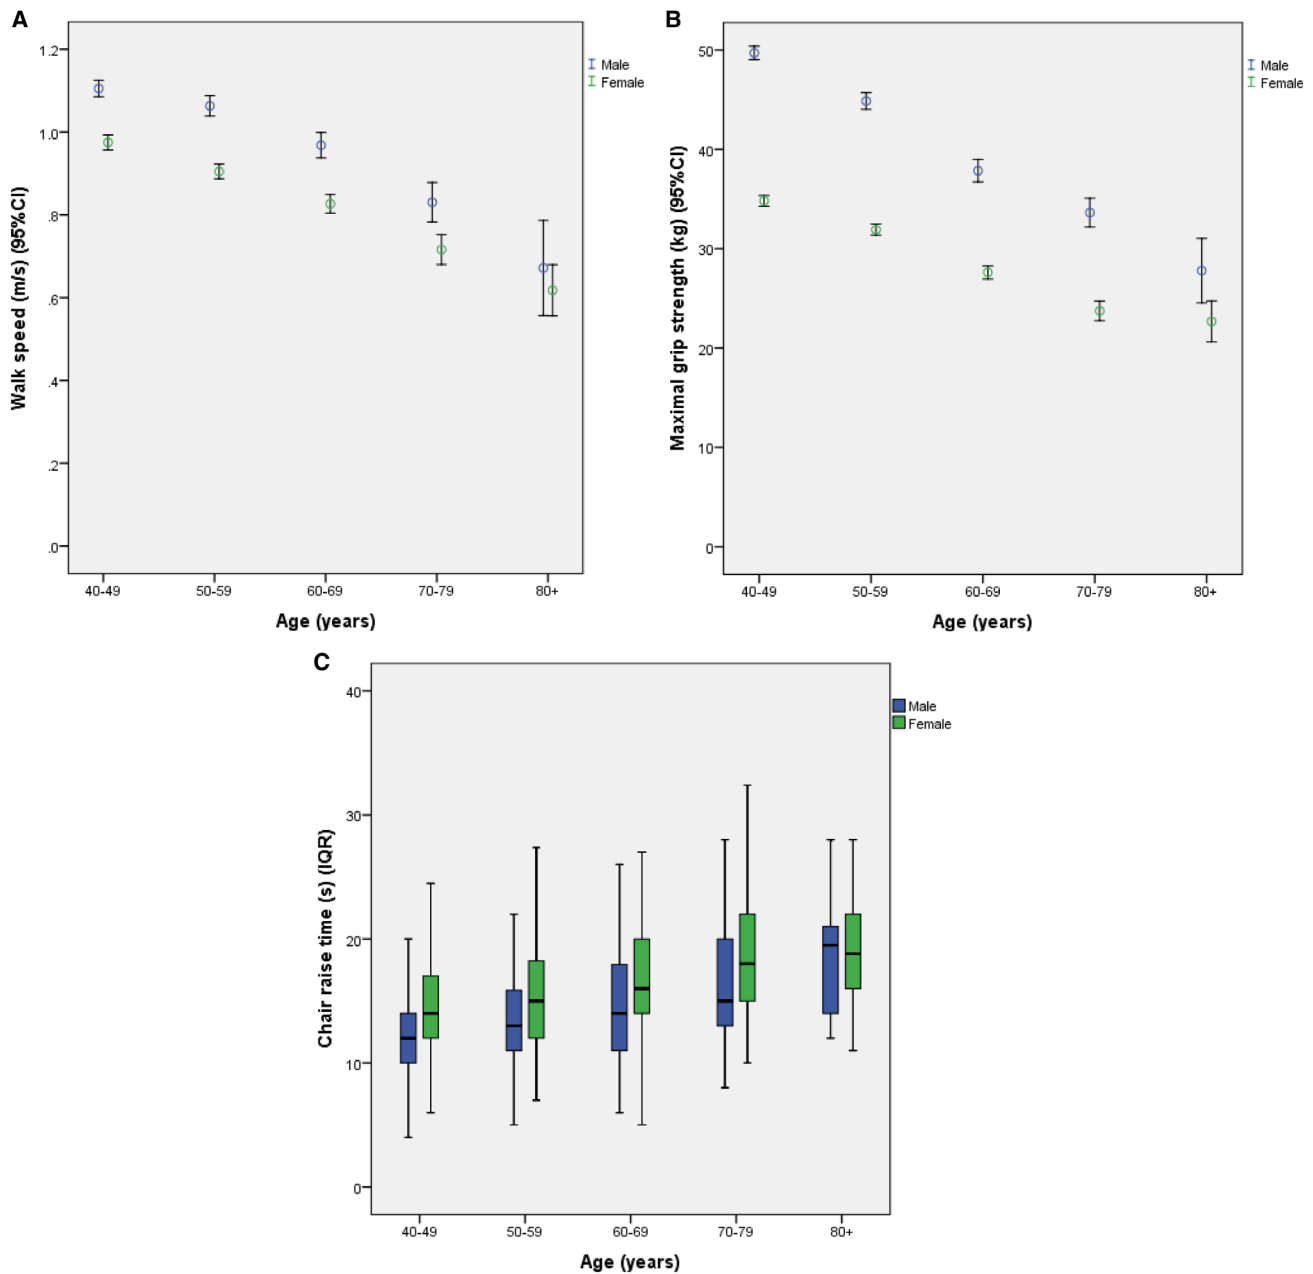 A
Walk speed (m/s) (95%CI)
1.2
1.0
.8
.6
.4
.2
.0
40-49 50-59 60-69 70-79 80+
Age (years)
Male
Female
B
Maximal grip strength (kg) (95%CI)
50
40
30
20
10
0
40-49 50-59 60-69 70-79 80+
Age (years)
Male
Female
C
Chair raise time (s) (IQR)
40
30
20
10
0
40-49 50-59 60-69 70-79 80+
Age (years)
Male
Female